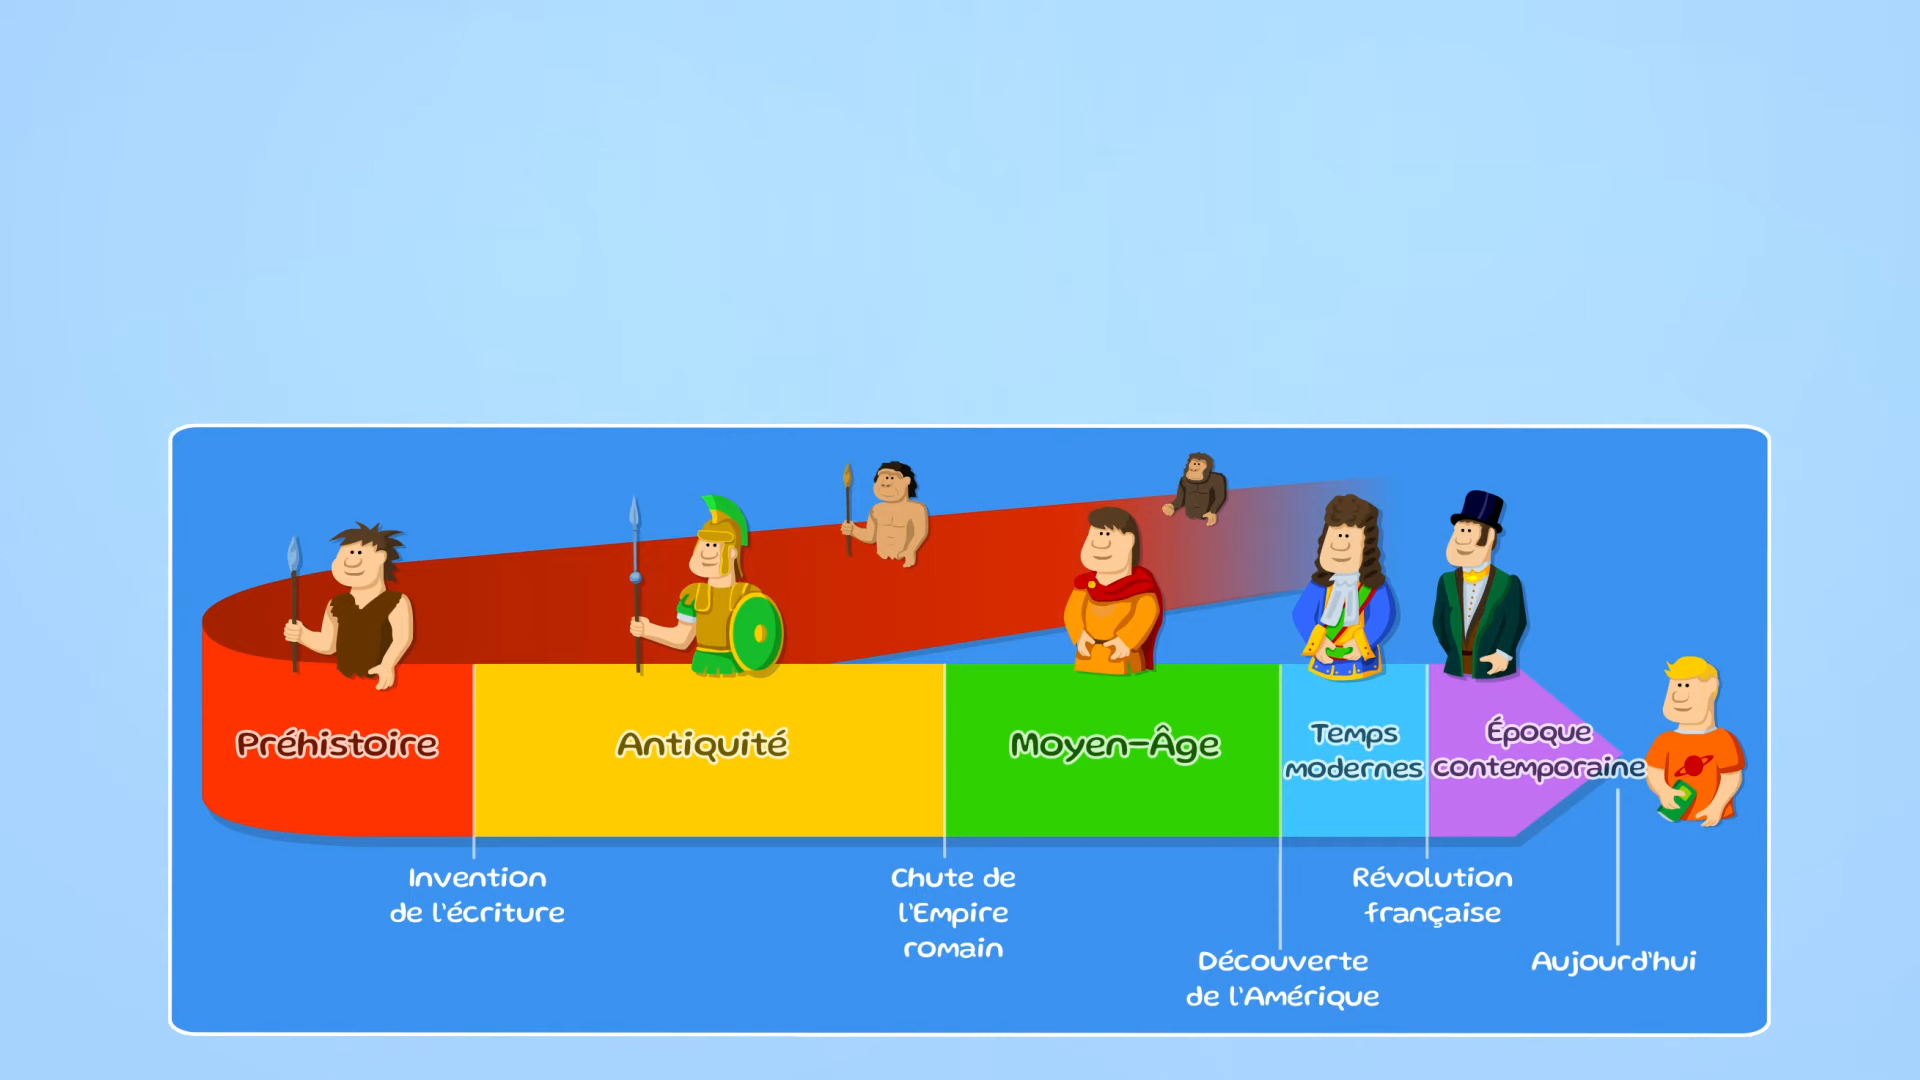 Préhistoire
Antiquité
Moyen-Âge
Temps
modernes
Époque
contemporaine
Invention
de l'écriture
Chute de
l'Empire
romain
Découverte
de l'Amérique
Révolution
française
Aujourd'hui